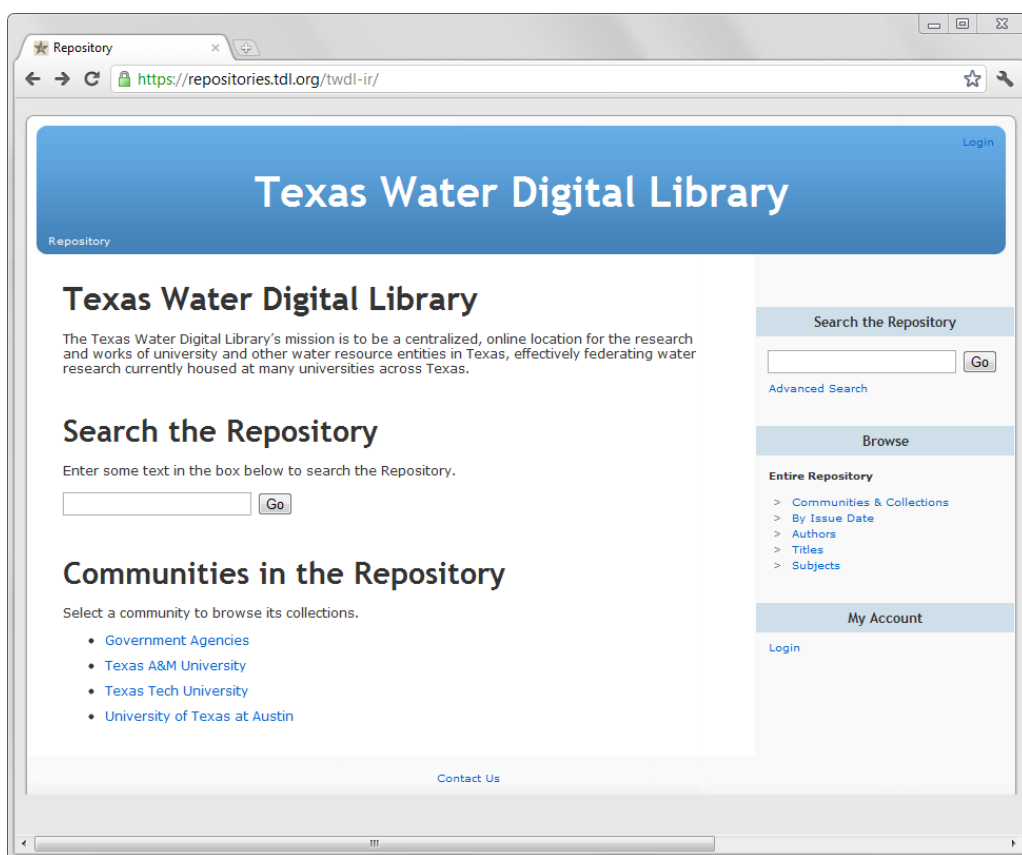 Repository
https://repositories.tdl.org/twdl-ir/
Login
Texas Water Digital Library
Repository
Texas Water Digital Library
The Texas Water Digital Library's mission is to be a centralized, online location for the research
and works of university and other water resource entities in Texas, effectively federating water
research currently housed at many universities across Texas.
Search the Repository
Enter some text in the box below to search the Repository.
Go
Communities in the Repository
Select a community to browse its collections.
• Government Agencies
• Texas A&M University
• Texas Tech University
• University of Texas at Austin
Search the Repository
Go
Advanced Search
Browse
Entire Repository
> Communities & Collections
> By Issue Date
> Authors
> Titles
> Subjects
My Account
Login
Contact Us